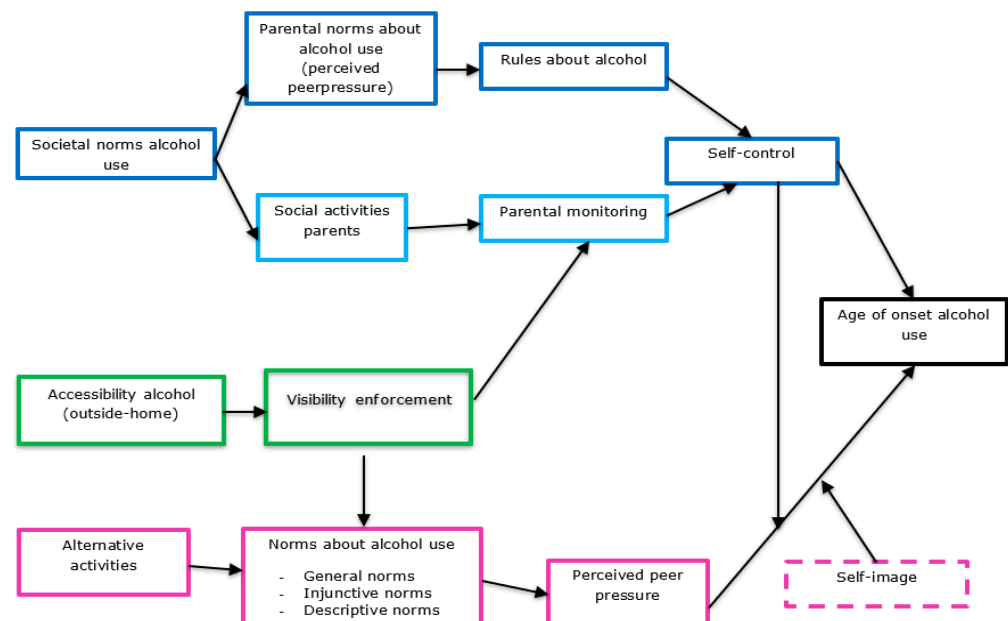 Parental norms about
alcohol use
(perceived
peerpressure)
Rules about alcohol
Societal norms alcohol
use
Self-control
Social activities
parents
Parental monitoring
Age of onset alcohol
use
Accessibility alcohol
(outside-home)
Visibility enforcement
Alternative
activities
Norms about alcohol use
- General norms
- Injunctive norms
- Descriptive norms
Perceived peer
pressure
Self-image